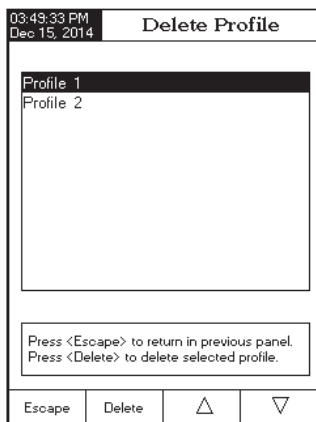 03:49:33 PM
Dec 15, 2014
Delete Profile
Profile 1
Profile 2
Press <Escape> to return in previous panel.
Press <Delete> to delete selected profile.
Escape
Delete